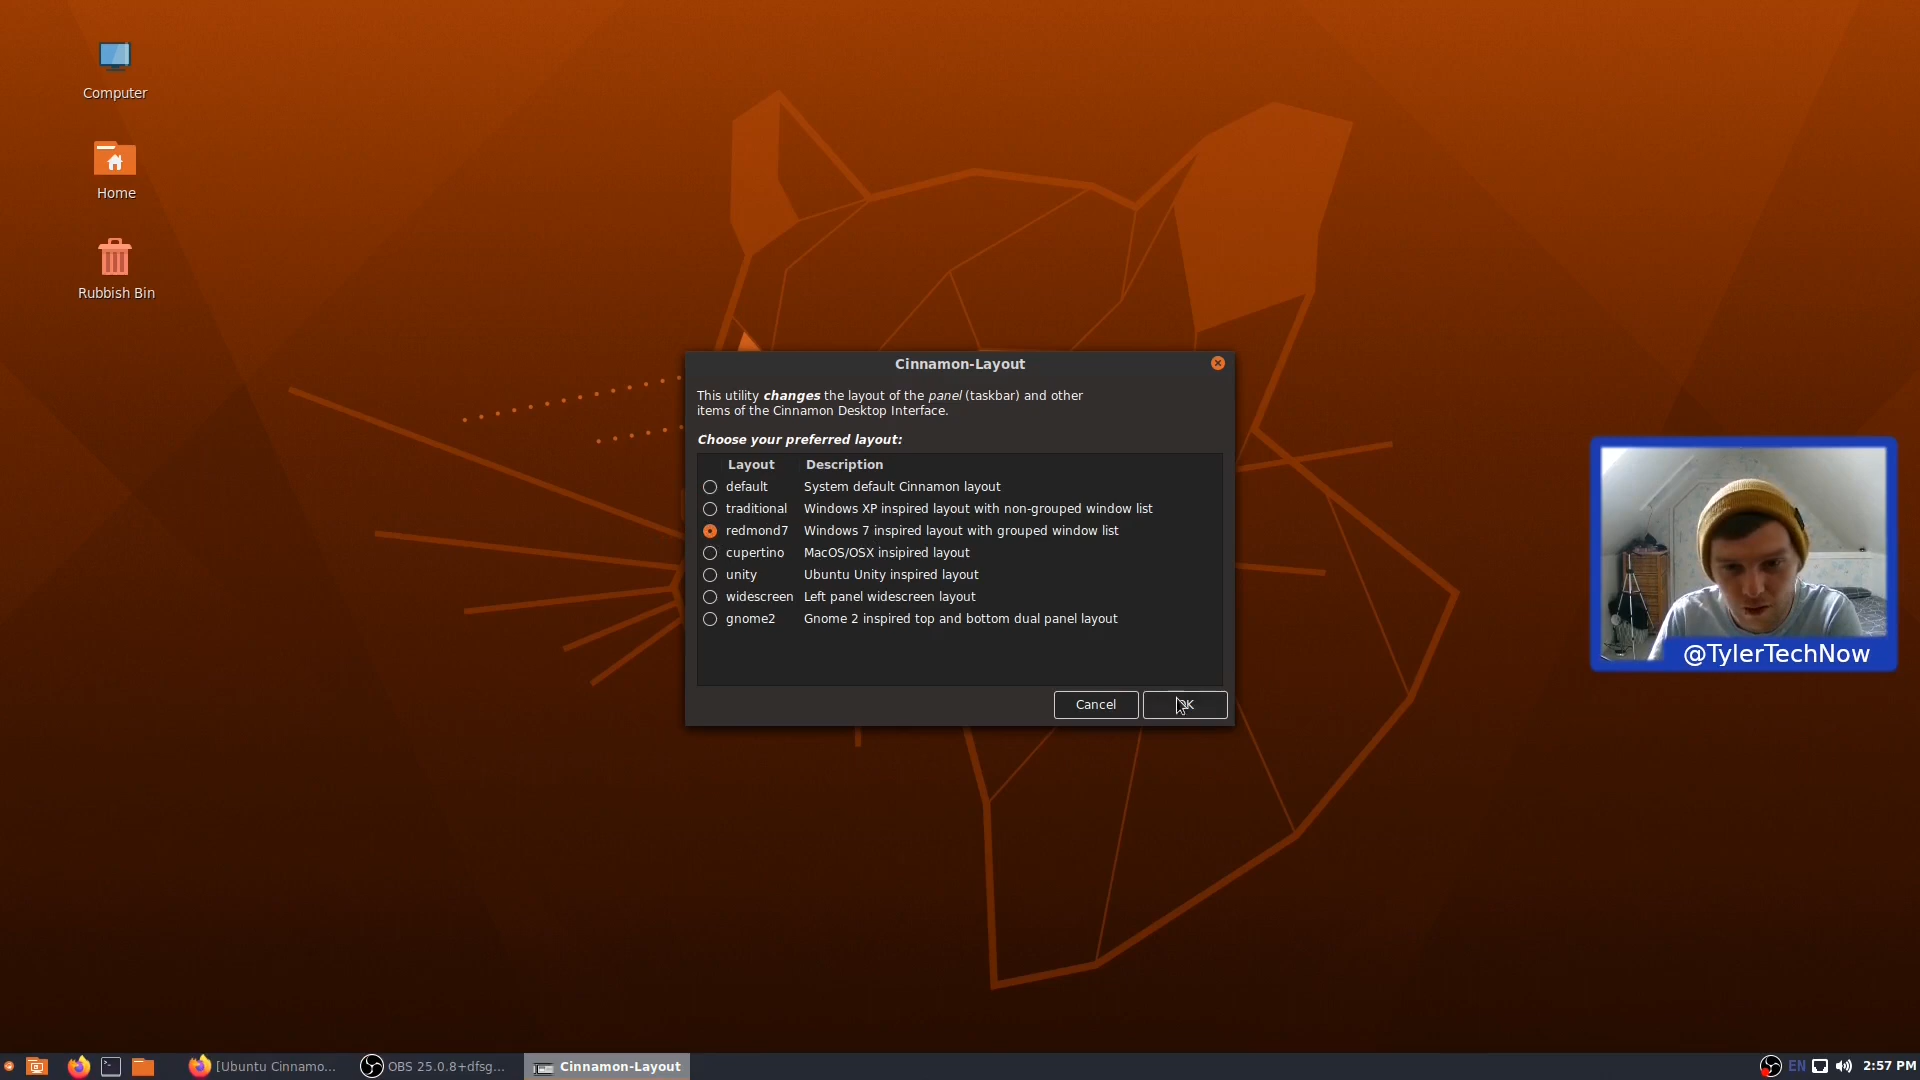 Computer
Home
Rubbish Bin
Cinnamon-Layout
This utility changes the layout of the panel (taskbar) and other
items of the Cinnamon Desktop Interface.
Choose your preferred layout:
Layout Description
default System default Cinnamon layout
traditional Windows XP inspired layout with non-grouped window list
redmond7 Windows 7 inspired layout with grouped window list
cupertino MacOS/OSX insipired layout
unity Ubuntu Unity inspired layout
widescreen Left panel widescreen layout
gnome2 Gnome 2 inspired top and bottom dual panel layout
Cancel OK
@TylerTechNow
[Ubuntu Cinnamo... OBS 25.0.8+dfsg... Cinnamon-Layout EN 2:57 PM